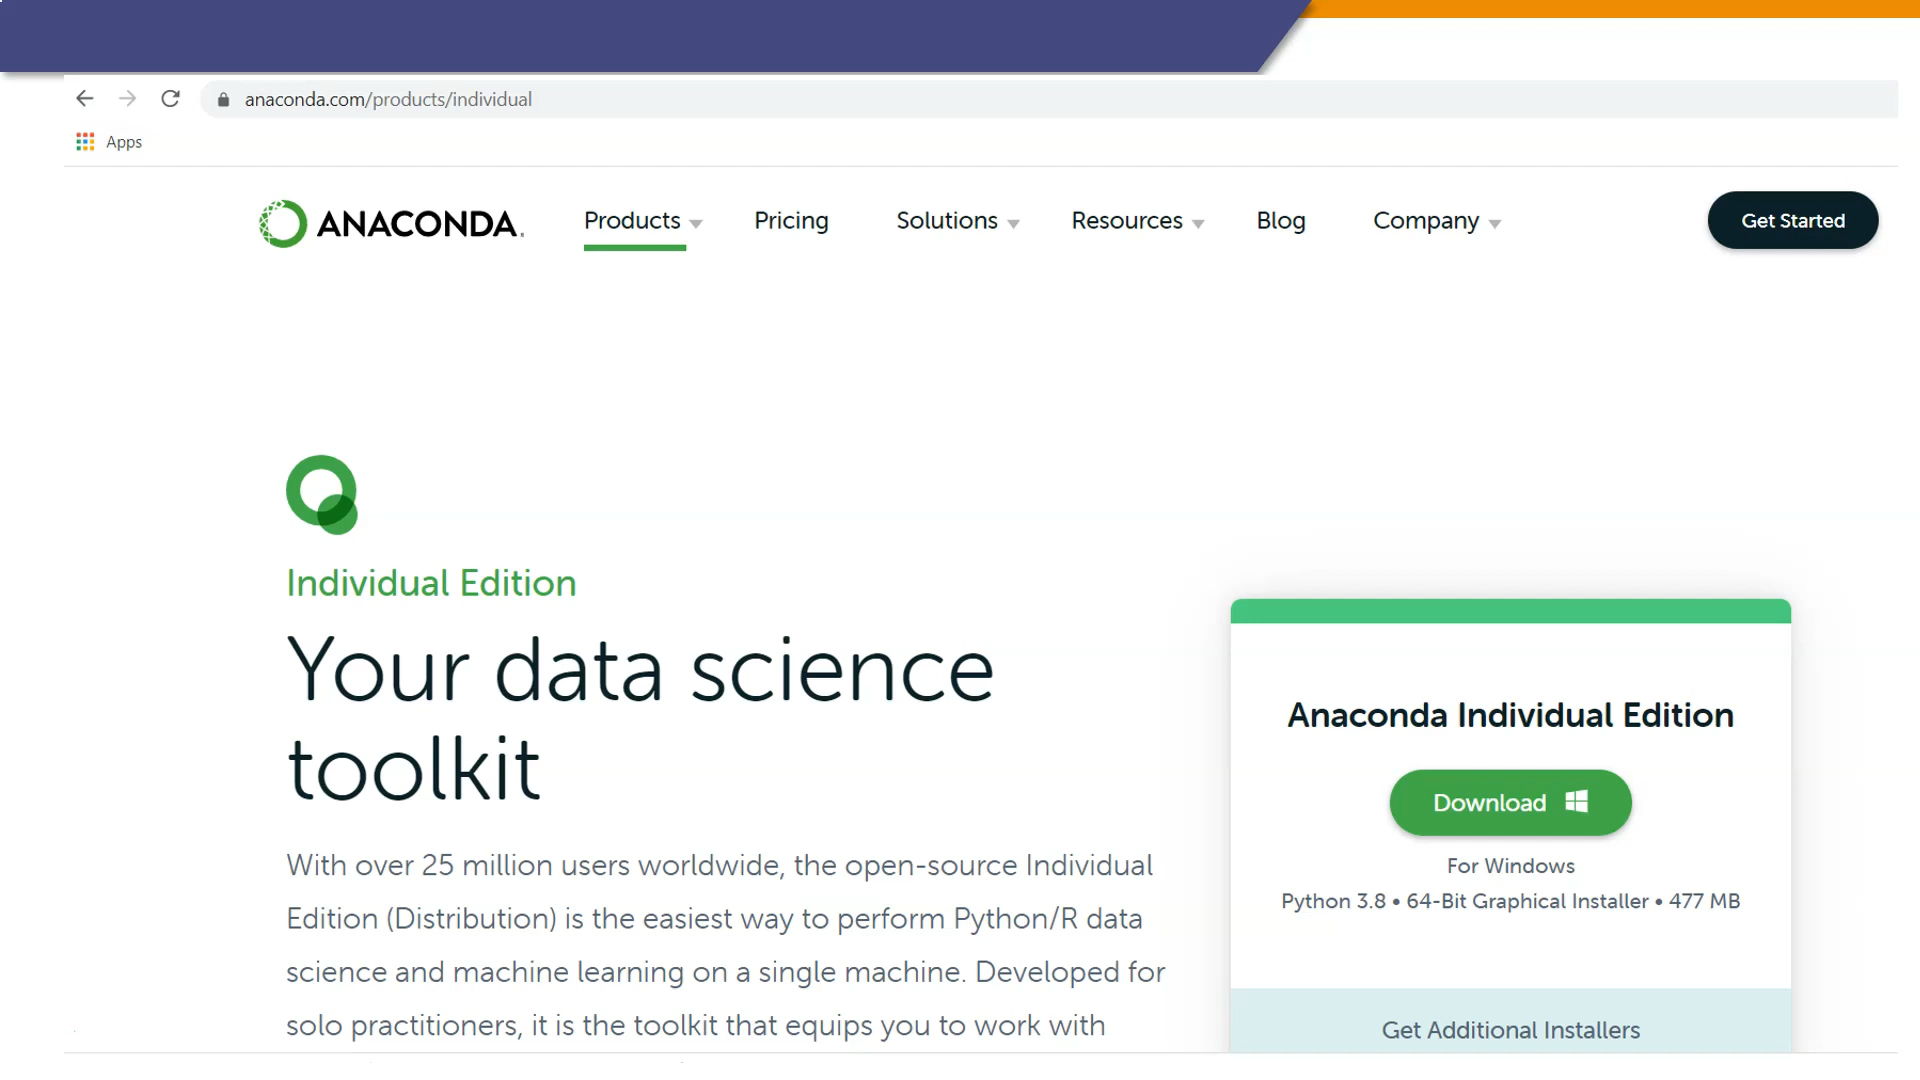 anaconda.com/products/individual
Apps
ANACONDA.
Products
Pricing
Solutions
Resources
Blog
Company
Get Started
Individual Edition
Your data science
toolkit
With over 25 million users worldwide, the open-source Individual
Edition (Distribution) is the easiest way to perform Python/R data
science and machine learning on a single machine. Developed for
solo practitioners, it is the toolkit that equips you to work with
Anaconda Individual Edition
Download
For Windows
Python 3.8 • 64-Bit Graphical Installer • 477 MB
Get Additional Installers